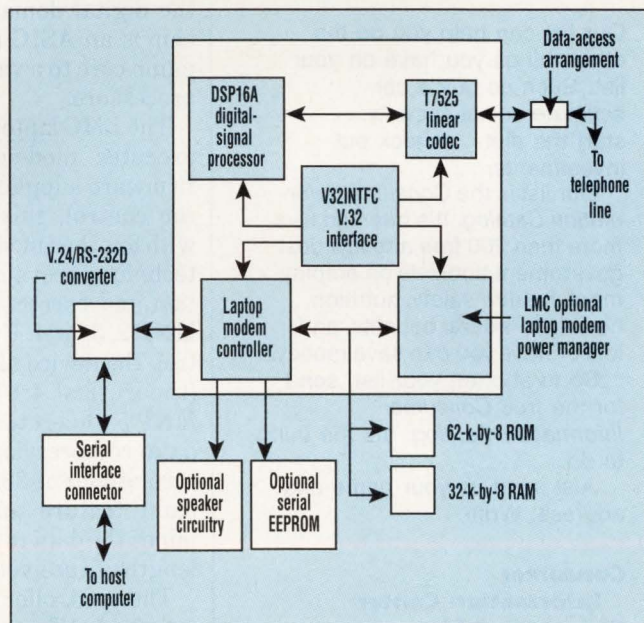 Data-access
arrangement
DSP16A
digital-
signal
processor
T7525
linear
codec
To
telephone
line
V32INTFC
V.32
interface
V.24/RS-232D
converter
Laptop
modem
controller
LMC optional
laptop modem
power manager
Serial
interface
connector
Optional
speaker
circuitry
Optional
serial
EEPROM
62-k-by-8 ROM
32-k-by-8 RAM
To host
computer